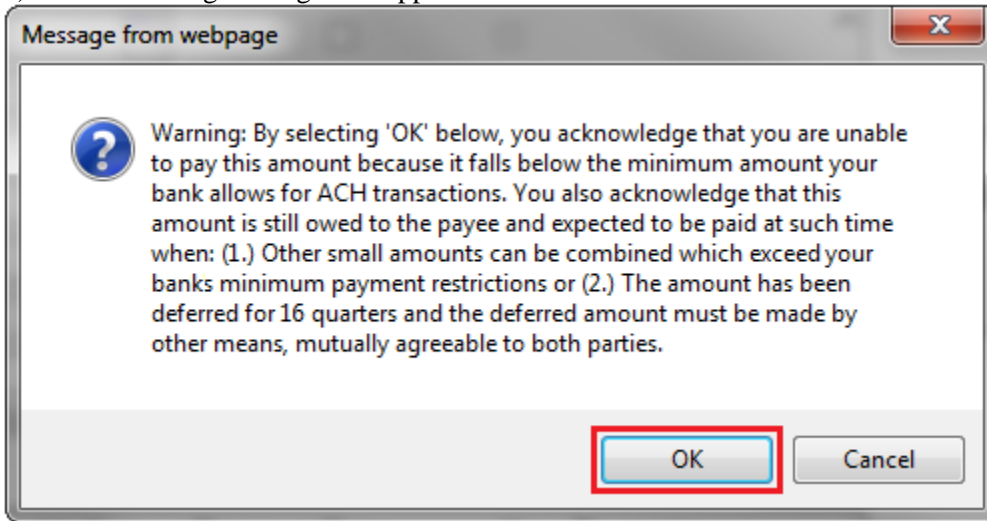 Message from webpage
Warning: By selecting 'OK' below, you acknowledge that you are unable
to pay this amount because it falls below the minimum amount your
bank allows for ACH transactions. You also acknowledge that this
amount is still owed to the payee and expected to be paid at such time
when: (1.) Other small amounts can be combined which exceed your
banks minimum payment restrictions or (2.) The amount has been
deferred for 16 quarters and the deferred amount must be made by
other means, mutually agreeable to both parties.
OK
Cancel